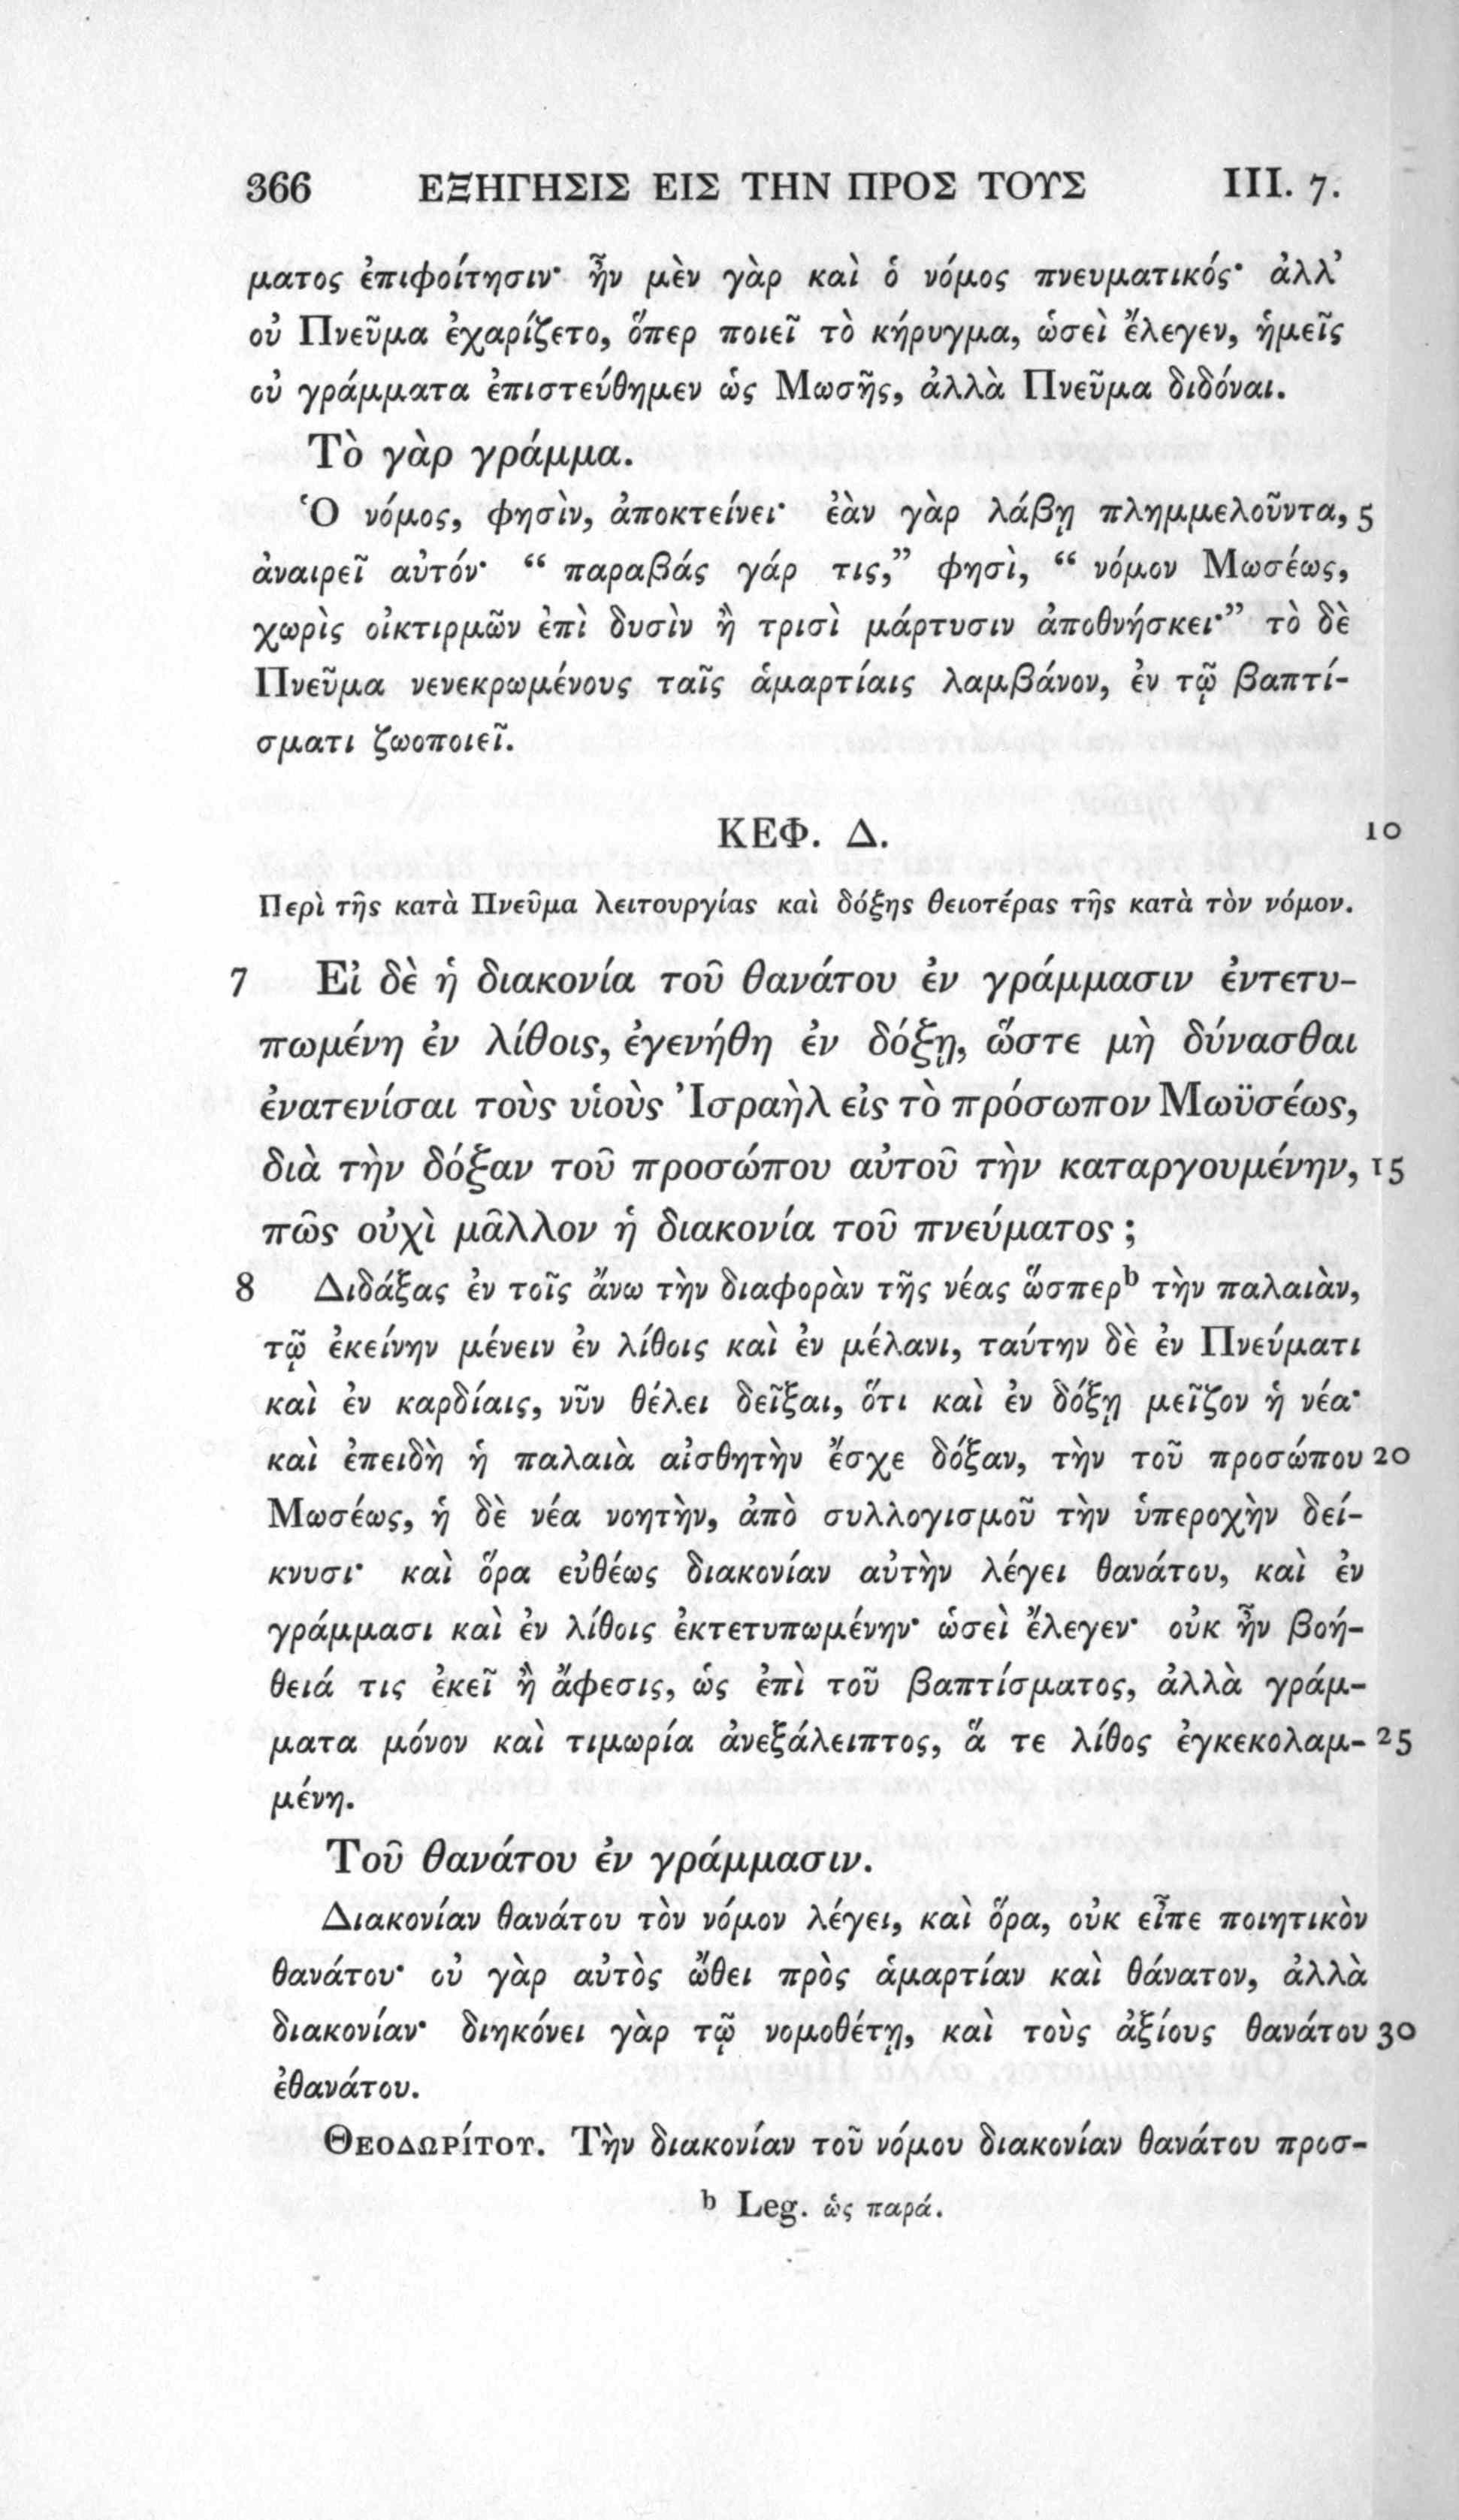 366 ΕΞΗΓΗΣΙΣ ΕΙΣ ΤΗΝ ΠΡΟΣ ΤΟΥΣ III. 7.
ματος ἐπιφοίτησιν· ἦν μὲν γὰρ καὶ ὁ νόμος πνευματικός· ἀλλ’
οὐ Πνεῦμα ἐχαρίζετο, ὅπερ ποιεῖ τὸ κήρυγμα, ὡσεὶ ἔλεγεν, ἡμεῖς
οὐ γράμματα ἐπιστεύθημεν ὡς Μωσῆς, ἀλλὰ Πνεῦμα διδόναι.
Τὸ γὰρ γράμμα.
Ὁ νόμος, φησὶν, ἀποκτείνει· ἐὰν γὰρ λάβῃ πλημμελοῦντα, 5
ἀναιρεῖ αὐτόν· “ παραβάς γάρ τις,” φησὶ, “ νόμον Μωσέως,
χωρὶς οἰκτιρμῶν ἐπὶ δυσὶν ἢ τρισὶ μάρτυσιν ἀποθνήσκει·” τὸ δὲ
Πνεῦμα νενεκρωμένους ταῖς ἁμαρτίαις λαμβάνον, ἐν τῷ βαπτί-
σματι ζωοποιεῖ.
ΚΕΦ. Δ. 10
Περὶ τῆς κατὰ Πνεῦμα λειτουργίας καὶ δόξης θειοτέρας τῆς κατὰ τὸν νόμον.
7 Εἰ δὲ ἡ διακονία τοῦ θανάτου ἐν γράμμασιν ἐντετυ-
πωμένη ἐν λίθοις, ἐγενήθη ἐν δόξῃ, ὥστε μὴ δύνασθαι
ἐνατενίσαι τοὺς υἱοὺς Ἰσραὴλ εἰς τὸ πρόσωπον Μωϋσέως,
διὰ τὴν δόξαν τοῦ προσώπου αὐτοῦ τὴν καταργουμένην, 15
πῶς οὐχὶ μᾶλλον ἡ διακονία τοῦ πνεύματος ;
8 Διδάξας ἐν τοῖς ἄνω τὴν διαφορὰν τῆς νέας ὥσπερᵇ τὴν παλαιὰν,
τῷ ἐκείνην μένειν ἐν λίθοις καὶ ἐν μέλανι, ταύτην δὲ ἐν Πνεύματι
καὶ ἐν καρδίαις, νῦν θέλει δεῖξαι, ὅτι καὶ ἐν δόξῃ μεῖζον ἡ νέα·
καὶ ἐπειδὴ ἡ παλαιὰ αἰσθητὴν ἔσχε δόξαν, τὴν τοῦ προσώπου 20
Μωσέως, ἡ δὲ νέα νοητὴν, ἀπὸ συλλογισμοῦ τὴν ὑπεροχὴν δεί-
κνυσι· καὶ ὅρα εὐθέως διακονίαν αὐτὴν λέγει θανάτου, καὶ ἐν
γράμμασι καὶ ἐν λίθοις ἐκτετυπωμένην· ὡσεὶ ἔλεγεν· οὐκ ἦν βοή-
θειά τις ἐκεῖ ἢ ἄφεσις, ὡς ἐπὶ τοῦ βαπτίσματος, ἀλλὰ γράμ-
ματα μόνον καὶ τιμωρία ἀνεξάλειπτος, ἅ τε λίθος ἐγκεκολαμ- 25
μένη.
Τοῦ θανάτου ἐν γράμμασιν.
Διακονίαν θανάτου τὸν νόμον λέγει, καὶ ὅρα, οὐκ εἶπε ποιητικὸν
θανάτου· οὐ γὰρ αὐτὸς ὤθει πρὸς ἁμαρτίαν καὶ θάνατον, ἀλλὰ
διακονίαν· διηκόνει γὰρ τῷ νομοθέτῃ, καὶ τοὺς ἀξίους θανάτου 30
ἐθανάτου.
Θεοδωρίτου. Τὴν διακονίαν τοῦ νόμου διακονίαν θανάτου προσ-
ᵇ Leg. ὡς παρά.